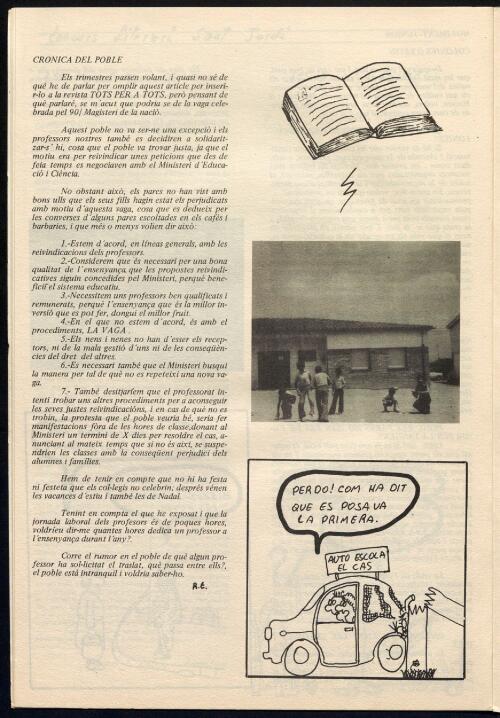 CRONICA DEL POBLE
Els trimestres passen volant, i quasi no sé de
qué he de parlar per omplir aquest article per inseri-
r-lo a la revista TOTS PER A TOTS, però pensant de
què parlaré, se m'acut que podria se de la vaga cele-
brada pel 90/ Magisteri de la nació.
Aquest poble no va ser-ne una excepció i els
professors nostres també es decidiren a solidarit-
zar-s' hi, cosa que el poble va trovar justa, ja que el
motiu era per reivindicar unes peticions que des de
feia temps es negociaven amb el Ministeri d'Educa-
ció i Ciència.
No obstant això, els pares no han vist amb
bons ulls que els seus fills hagin estat els perjudicats
amb motiu d'aquesta vaga, cosa que es dedueix per
les converses d'alguns pares escoltades en els cafès i
barbaries, i que més o menys volien dir això:
1.-Estem d'acord, en líneas generals, amb les
reivindicacions dels professors.
2.-Considerem que és necessari per una bona
qualitat de l'ensenyança que les propostes reivindi-
catives siguin concedides pel Ministeri, perquè bene-
ficiï el sistema educatiu.
3.-Necessitem uns professors ben qualificats i
remunerats, perquè l'ensenyança que és la millor in-
versió que es pot fer, dongui el millor fruit.
4.-En el que no estem d'acord, és amb el
procediments, LA VAGA .
5.-Els nens i nenes no han d'esser els recep-
tors, ni de la mala gestió d'uns ni de les conseqüèn-
cies del dret del altres.
6.-Es necessari també que el Ministeri busqui
la manera per tal de què no es repeteixi una nova va-
ga.
7.- També desitjaríem que el professorat in-
tentí trobar uns altres procediments per a aconseguir
les seves justes reivindicacións, i en cas de què no es
trobin, la protesta que el poble veuria bé, seria fer
manifestacions fòra de les hores de classe,donant al
Ministeri un termini de X dies per resoldre el cas, a-
nunciant al mateix temps que si no és així, se suspen-
drien les classes amb la conseqüent perjudici dels
alumnes i famílies.
Hem de tenir en compte que no hi ha festa
ni festeta que els col·legis no celebrin, després vénen
les vacances d'estiu i també les de Nadal.
Tenint en compta el que he exposat i que la
jornada laboral dels profesors és de poques hores,
voldrieu dir-me quantes hores dedica un professor a
l'ensenyança durant l'any?.
Corre el rumor en el poble de què algun pro-
fessor ha sol·licitat el traslat, què passa entre ells?,
el poble està intranquil i voldria saber-ho.
R.E.
PERDO! COM HA DIT
QUE ES POSAVA
LA PRIMERA.
AUTO ESCOLA
EL CAS